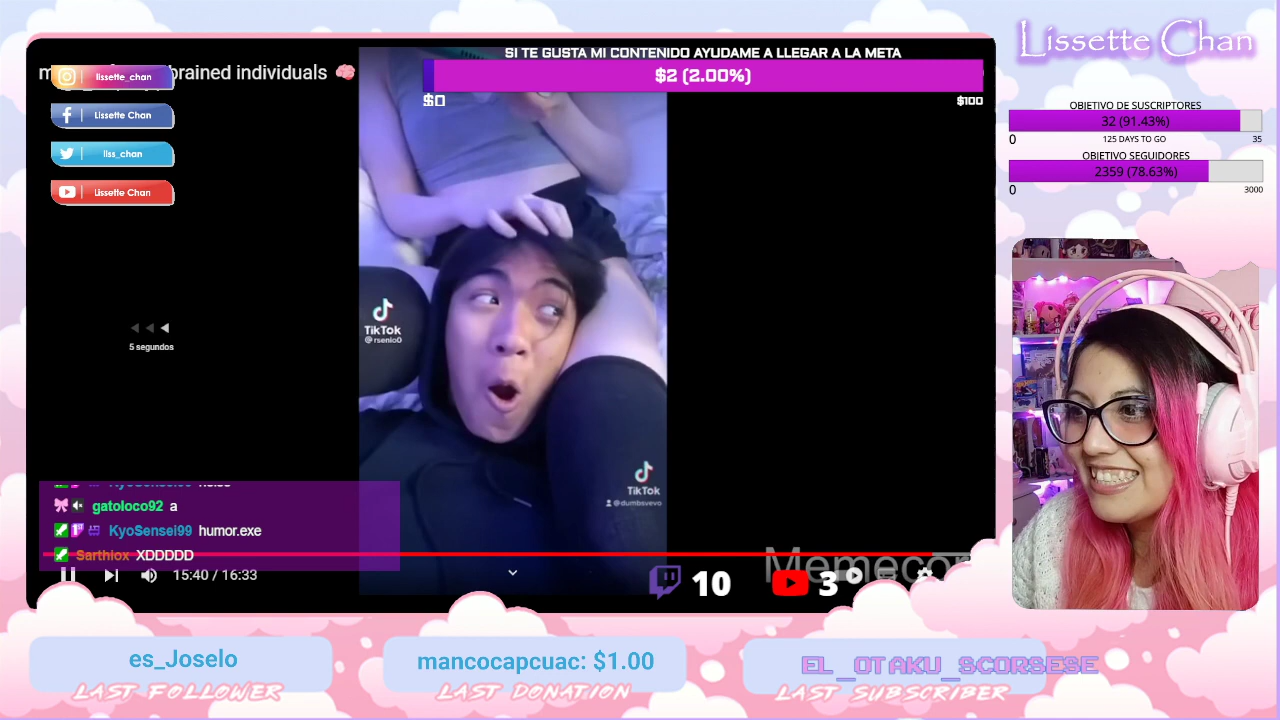 Lissette Chan
SI TE GUSTA MI CONTENIDO AYUDAME A LLEGAR A LA META
brained individuals 🧠
$2 (2.00%)
$0
$100
lissette_chan
Lissette Chan
liss_chan
Lissette Chan
OBJETIVO DE SUSCRIPTORES
32 (91.43%)
0
125 DAYS TO GO
35
OBJETIVO SEGUIDORES
2359 (78.63%)
0
3000
5 segundos
TikTok
@rsenlo0
TikTok
@dumbsvevo
gatoloco92 a
KyoSensei99 humor.exe
Sarthlox XDDDDD
15:40 / 16:33
10
3
es_Joselo
LAST FOLLOWER
mancocapcuac: $1.00
LAST DONATION
EL_OTAKU_SCORSESE
LAST SUBSCRIBER